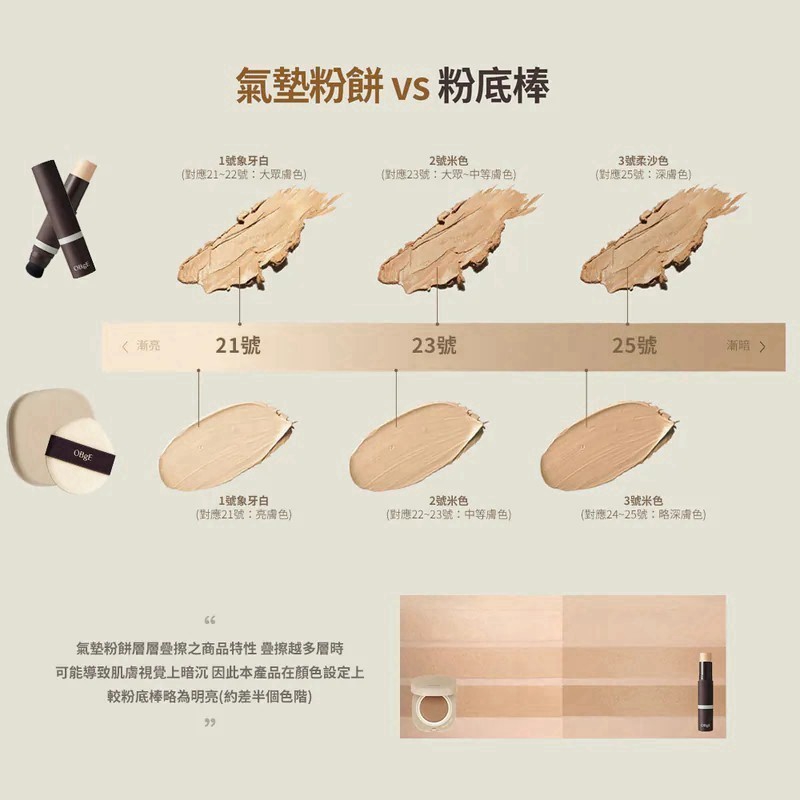 氣墊粉餅 vs 粉底棒
1號象牙白
(對應21~22號：大眾膚色)
2號米色
(對應23號：大眾~中等膚色)
3號柔沙色
(對應25號：深膚色)
OBgE
< 漸亮
21號
23號
25號
漸暗 >
OBgE
1號象牙白
(對應21號：亮膚色)
2號米色
(對應22~23號：中等膚色)
3號米色
(對應24~25號：略深膚色)
“
氣墊粉餅層層疊擦之商品特性 疊擦越多層時
可能導致肌膚視覺上暗沉 因此本產品在顏色設定上
較粉底棒略為明亮(約差半個色階)
”
OBgE